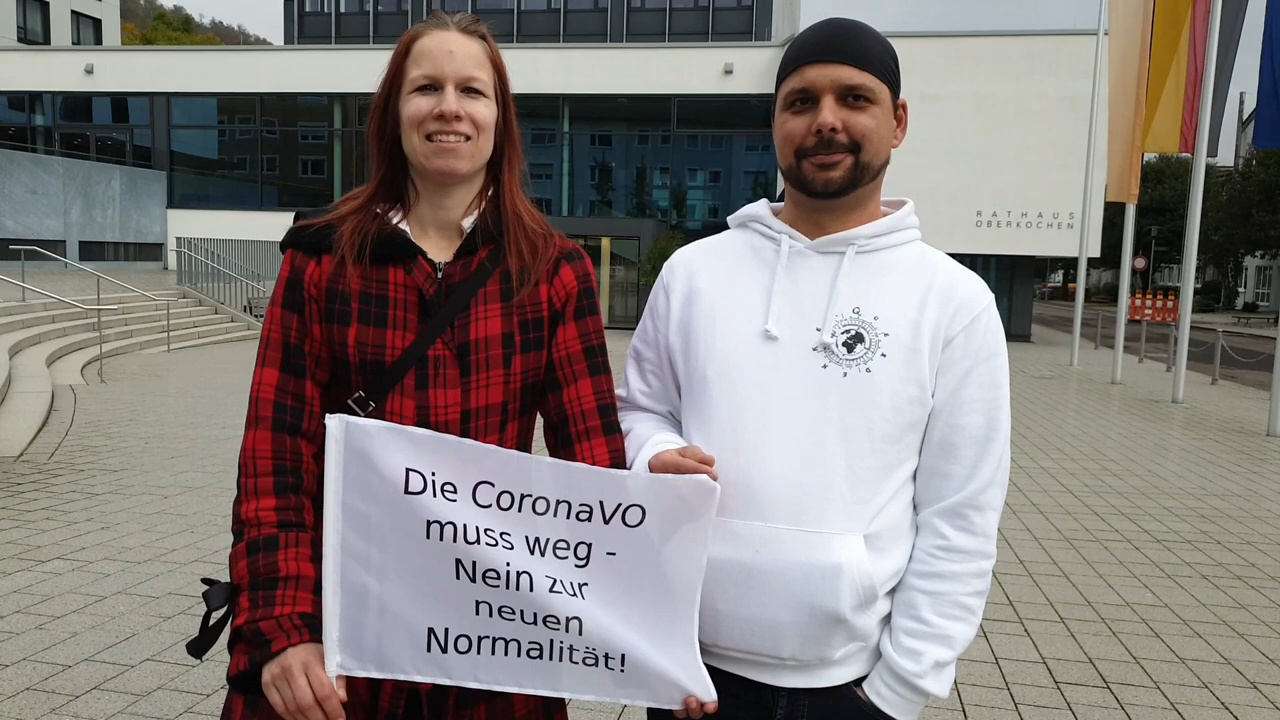 RATHAUS
OBERKOCHEN
Die CoronaVO
muss weg -
Nein zur
neuen
Normalität!